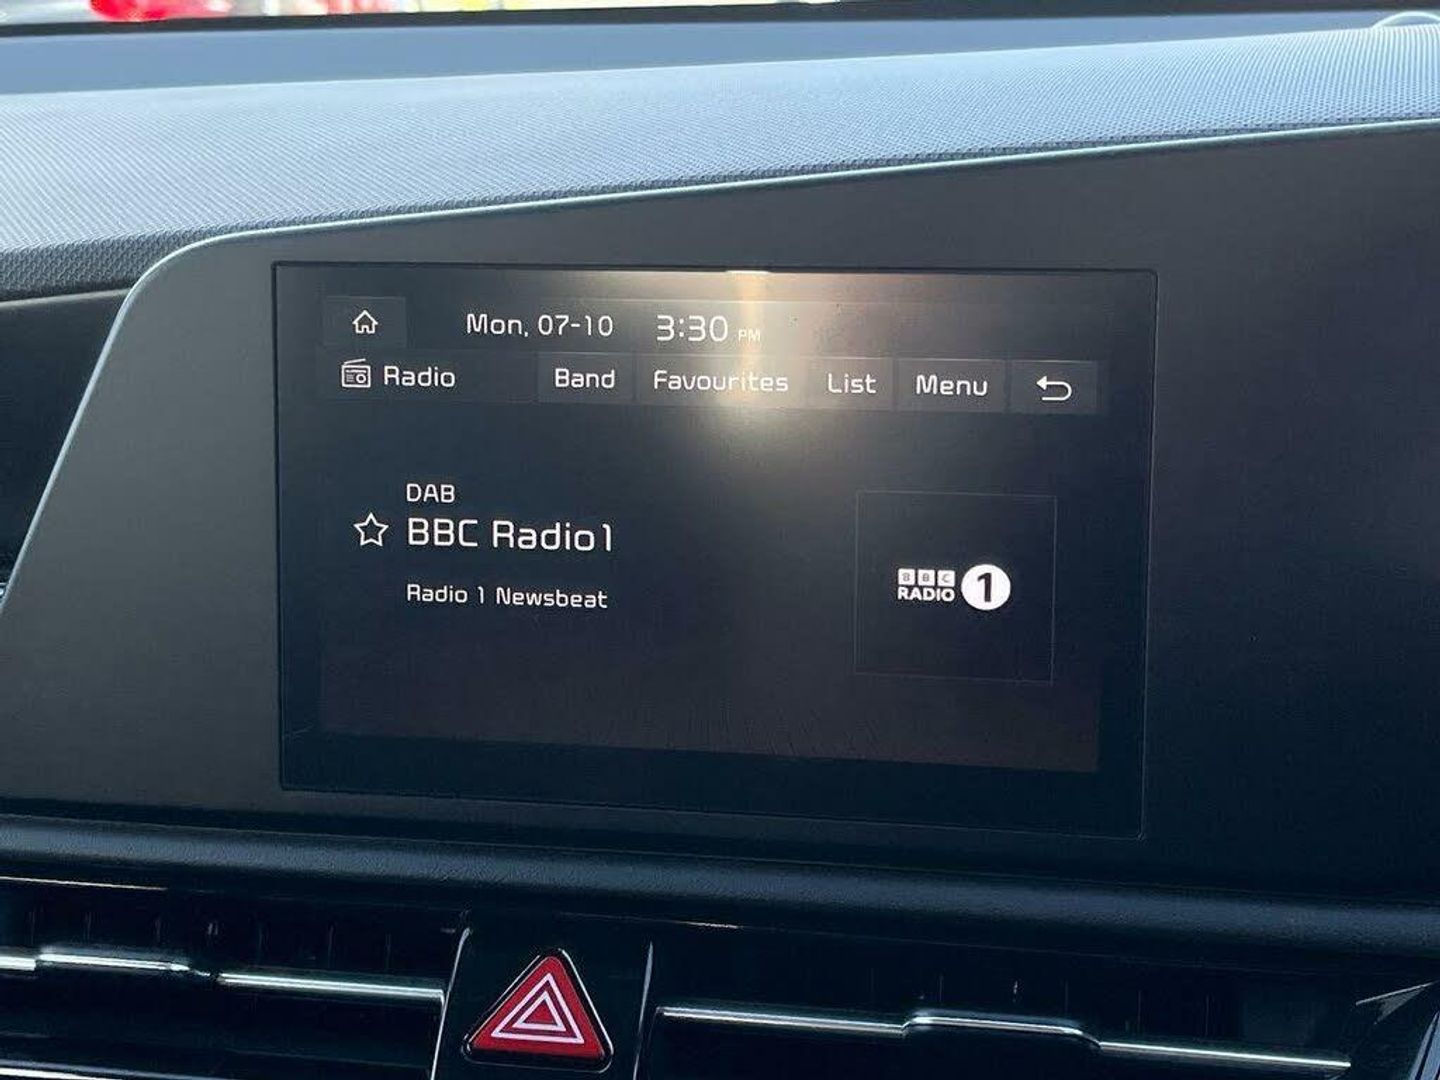 Mon, 07-10 3:30 PM
Radio Band Favourites List Menu
DAB
BBC Radio1
Radio 1 Newsbeat
BBC
RADIO 1